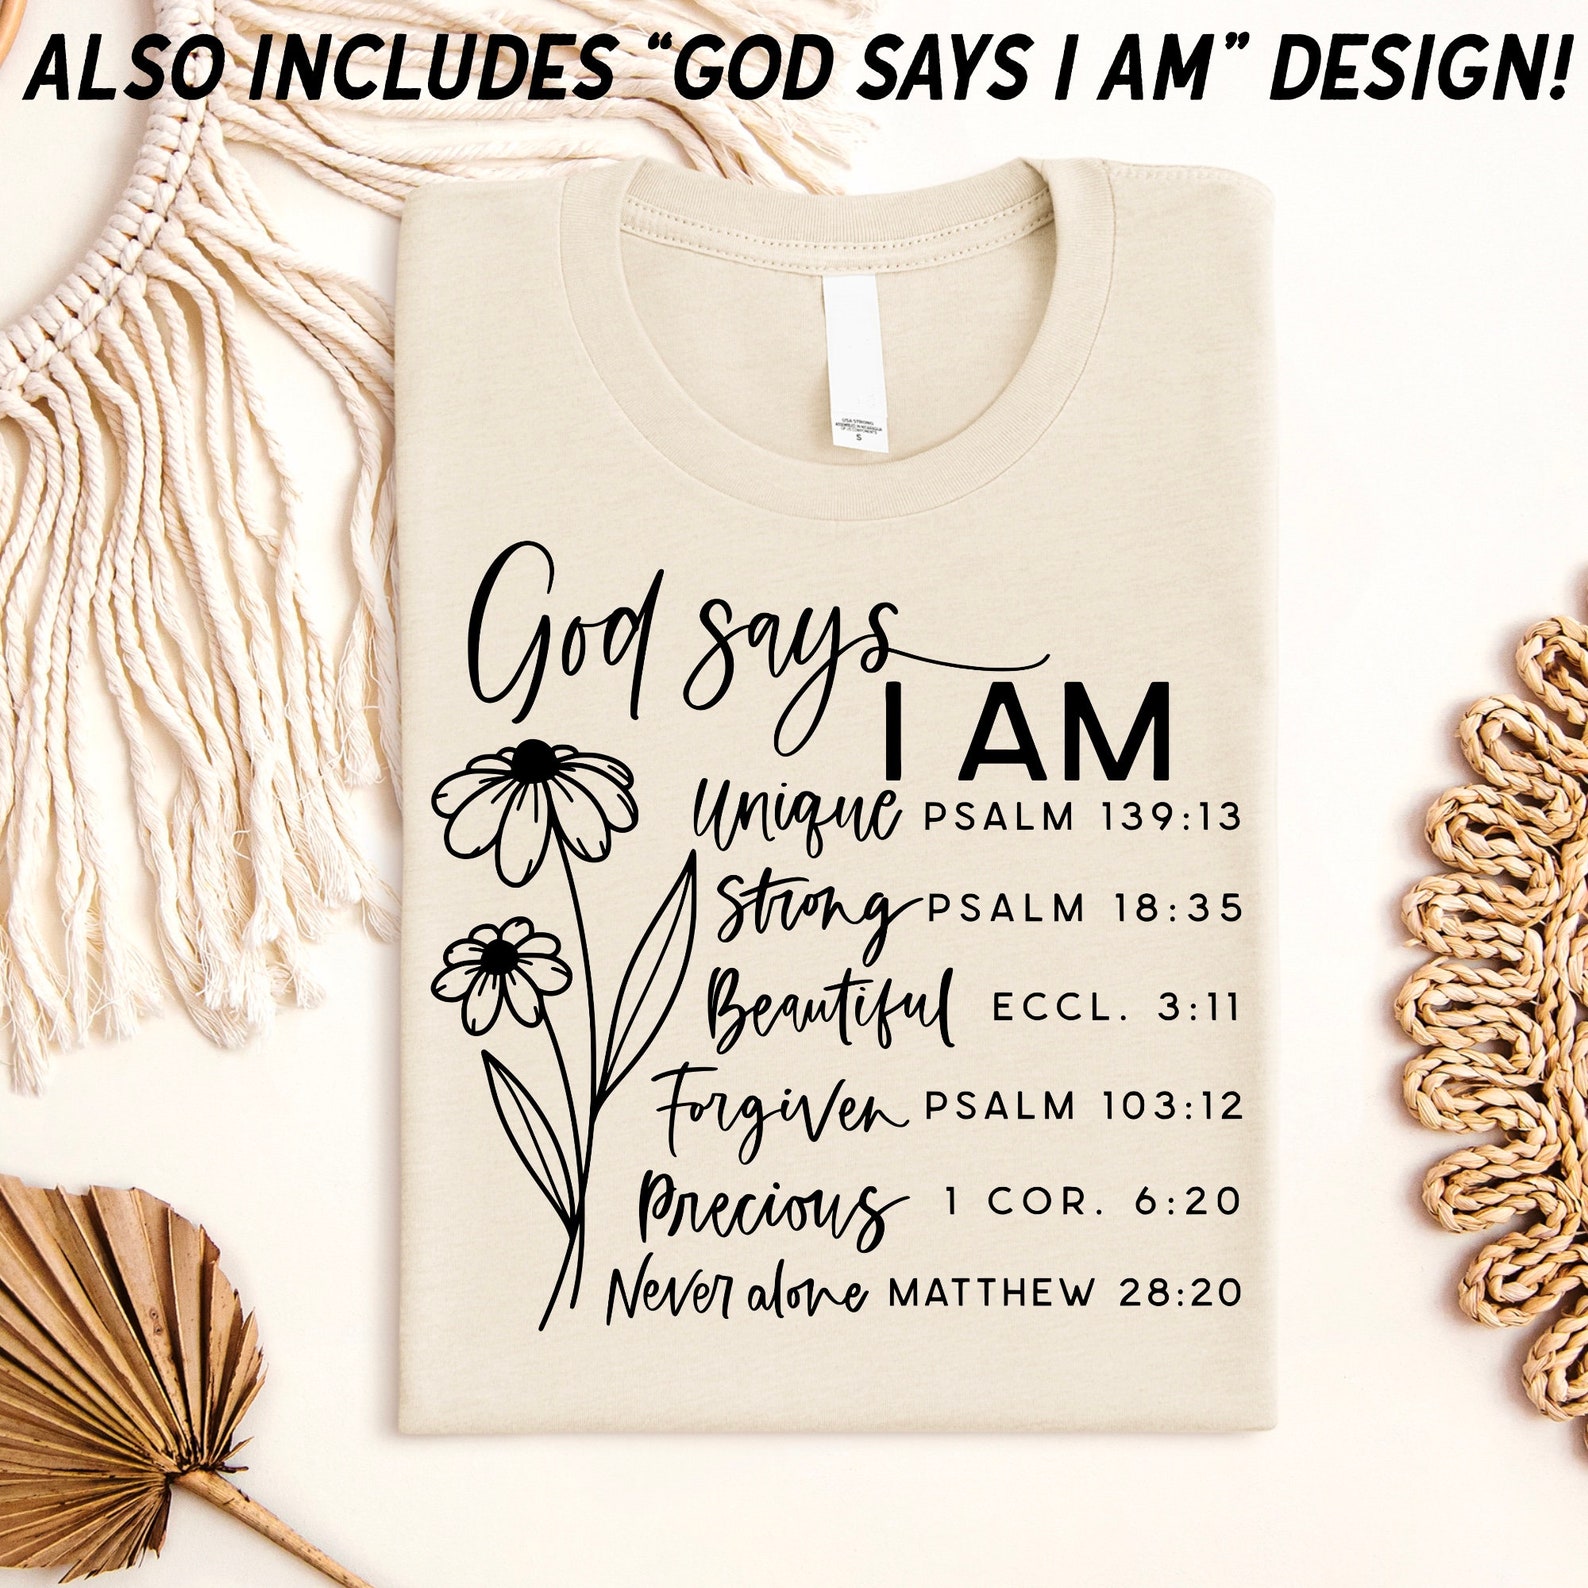 ALSO INCLUDES “GOD SAYS I AM” DESIGN!
S
God says
I AM
Unique PSALM 139:13
Strong PSALM 18:35
Beautiful ECCL. 3:11
Forgiven PSALM 103:12
Precious 1 COR. 6:20
Never alone MATTHEW 28:20